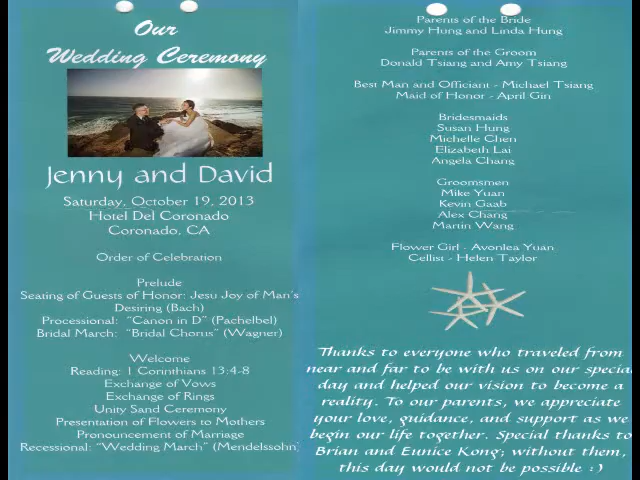 Our
Wedding Ceremony
Jenny and David
Saturday, October 19, 2013
Hotel Del Coronado
Coronado, CA
Order of Celebration
Prelude
Seating of Guests of Honor: Jesu Joy of Man's
Desiring (Bach)
Processional: "Canon in D" (Pachelbel)
Bridal March: "Bridal Chorus" (Wagner)
Welcome
Reading: 1 Corinthians 13:4-8
Exchange of Vows
Exchange of Rings
Unity Sand Ceremony
Presentation of Flowers to Mothers
Pronouncement of Marriage
Recessional: "Wedding March" (Mendelssohn)
Parents of the Bride
Jimmy Hung and Linda Hung
Parents of the Groom
Donald Tsiang and Amy Tsiang
Best Man and Officiant - Michael Tsiang
Maid of Honor - April Gin
Bridesmaids
Susan Hung
Michelle Chen
Elizabeth Lai
Angela Chang
Groomsmen
Mike Yuan
Kevin Gaab
Alex Chang
Martin Wang
Flower Girl - Avonlea Yuan
Cellist - Helen Taylor
Thanks to everyone who traveled from
near and far to be with us on our special
day and helped our vision to become a
reality. To our parents, we appreciate
your love, guidance, and support as we
begin our life together. Special thanks to
Brian and Eunice Kong; without them,
this day would not be possible :)